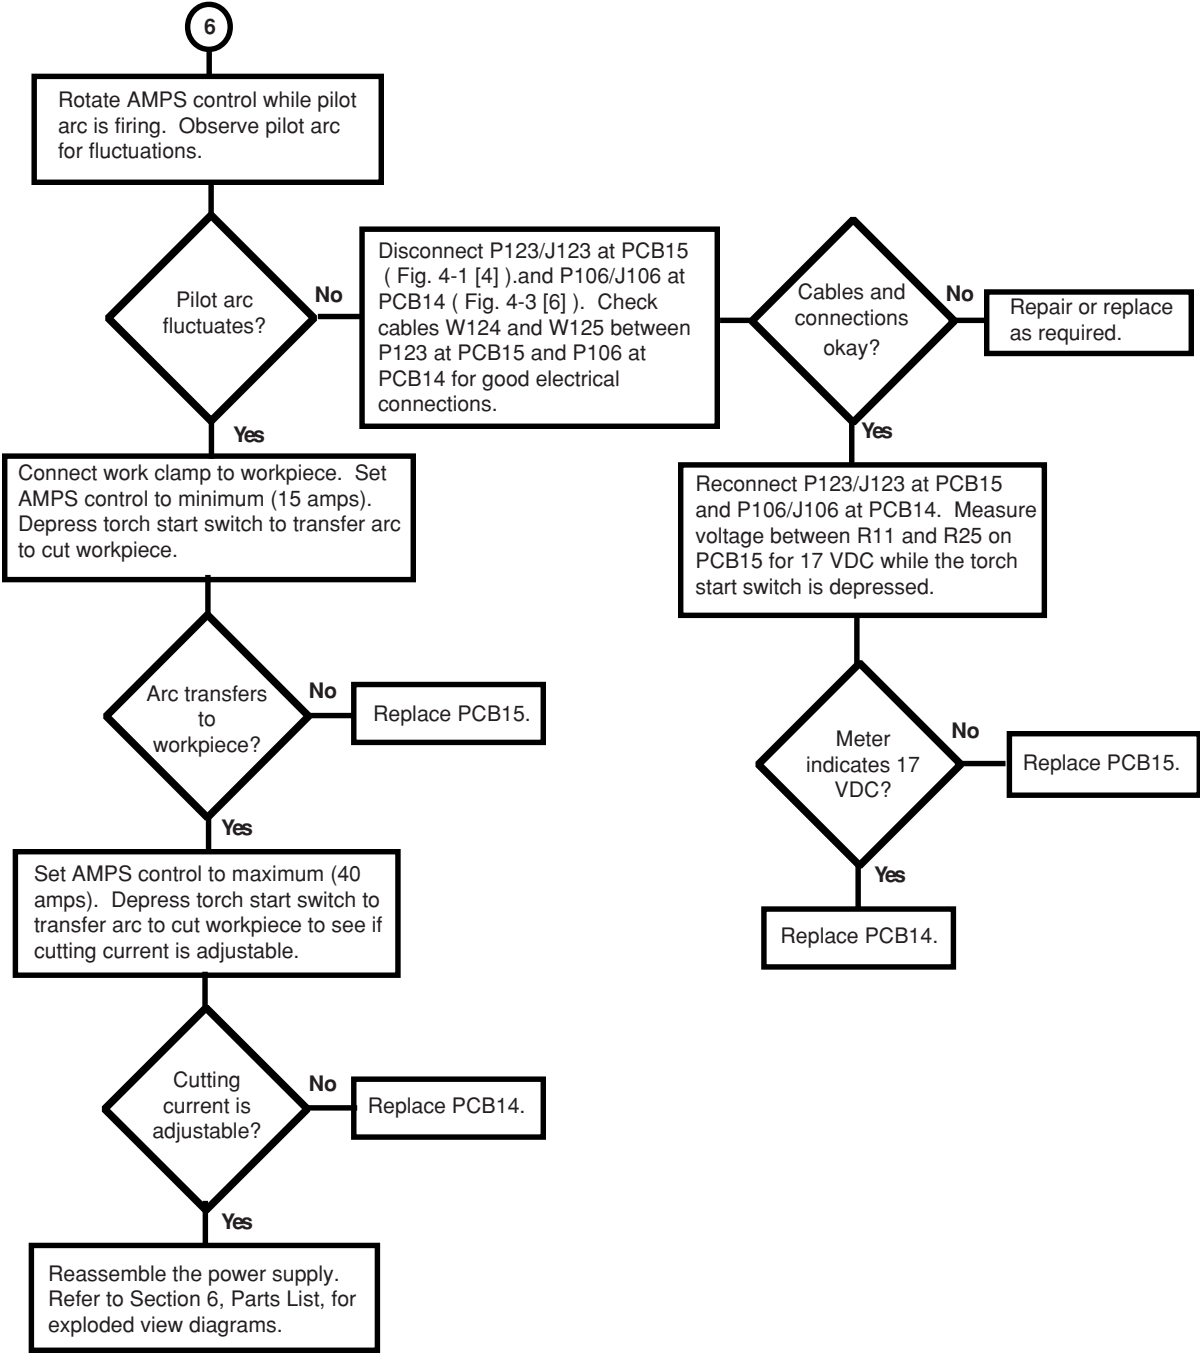 6
Rotate AMPS control while pilot
arc is firing.  Observe pilot arc
for fluctuations.
Pilot arc
fluctuates?
No
Disconnect P123/J123 at PCB15
( Fig. 4-1 [4] ).and P106/J106 at
PCB14 ( Fig. 4-3 [6] ).  Check
cables W124 and W125 between
P123 at PCB15 and P106 at
PCB14 for good electrical
connections.
Cables and
connections
okay?
No
Repair or replace
as required.
Yes
Connect work clamp to workpiece.  Set
AMPS control to minimum (15 amps).
Depress torch start switch to transfer arc
to cut workpiece.
Yes
Reconnect P123/J123 at PCB15
and P106/J106 at PCB14.  Measure
voltage between R11 and R25 on
PCB15 for 17 VDC while the torch
start switch is depressed.
Arc transfers
to
workpiece?
No
Replace PCB15.
Meter
indicates 17
VDC?
No
Replace PCB15.
Yes
Set AMPS control to maximum (40
amps).  Depress torch start switch to
transfer arc to cut workpiece to see if
cutting current is adjustable.
Yes
Replace PCB14.
Cutting
current is
adjustable?
No
Replace PCB14.
Yes
Reassemble the power supply.
Refer to Section 6, Parts List, for
exploded view diagrams.